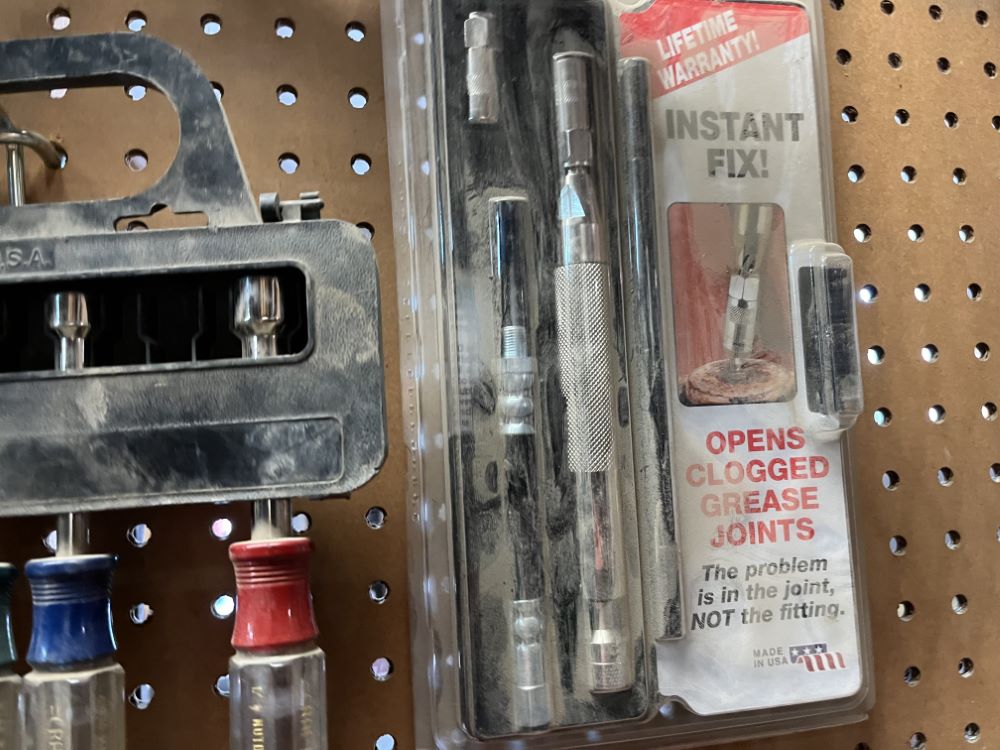 LIFETIME
WARRANTY!
INSTANT
FIX!
OPENS
CLOGGED
GREASE
JOINTS
The problem
is in the joint,
NOT the fitting.
MADE
IN USA
.S.A.